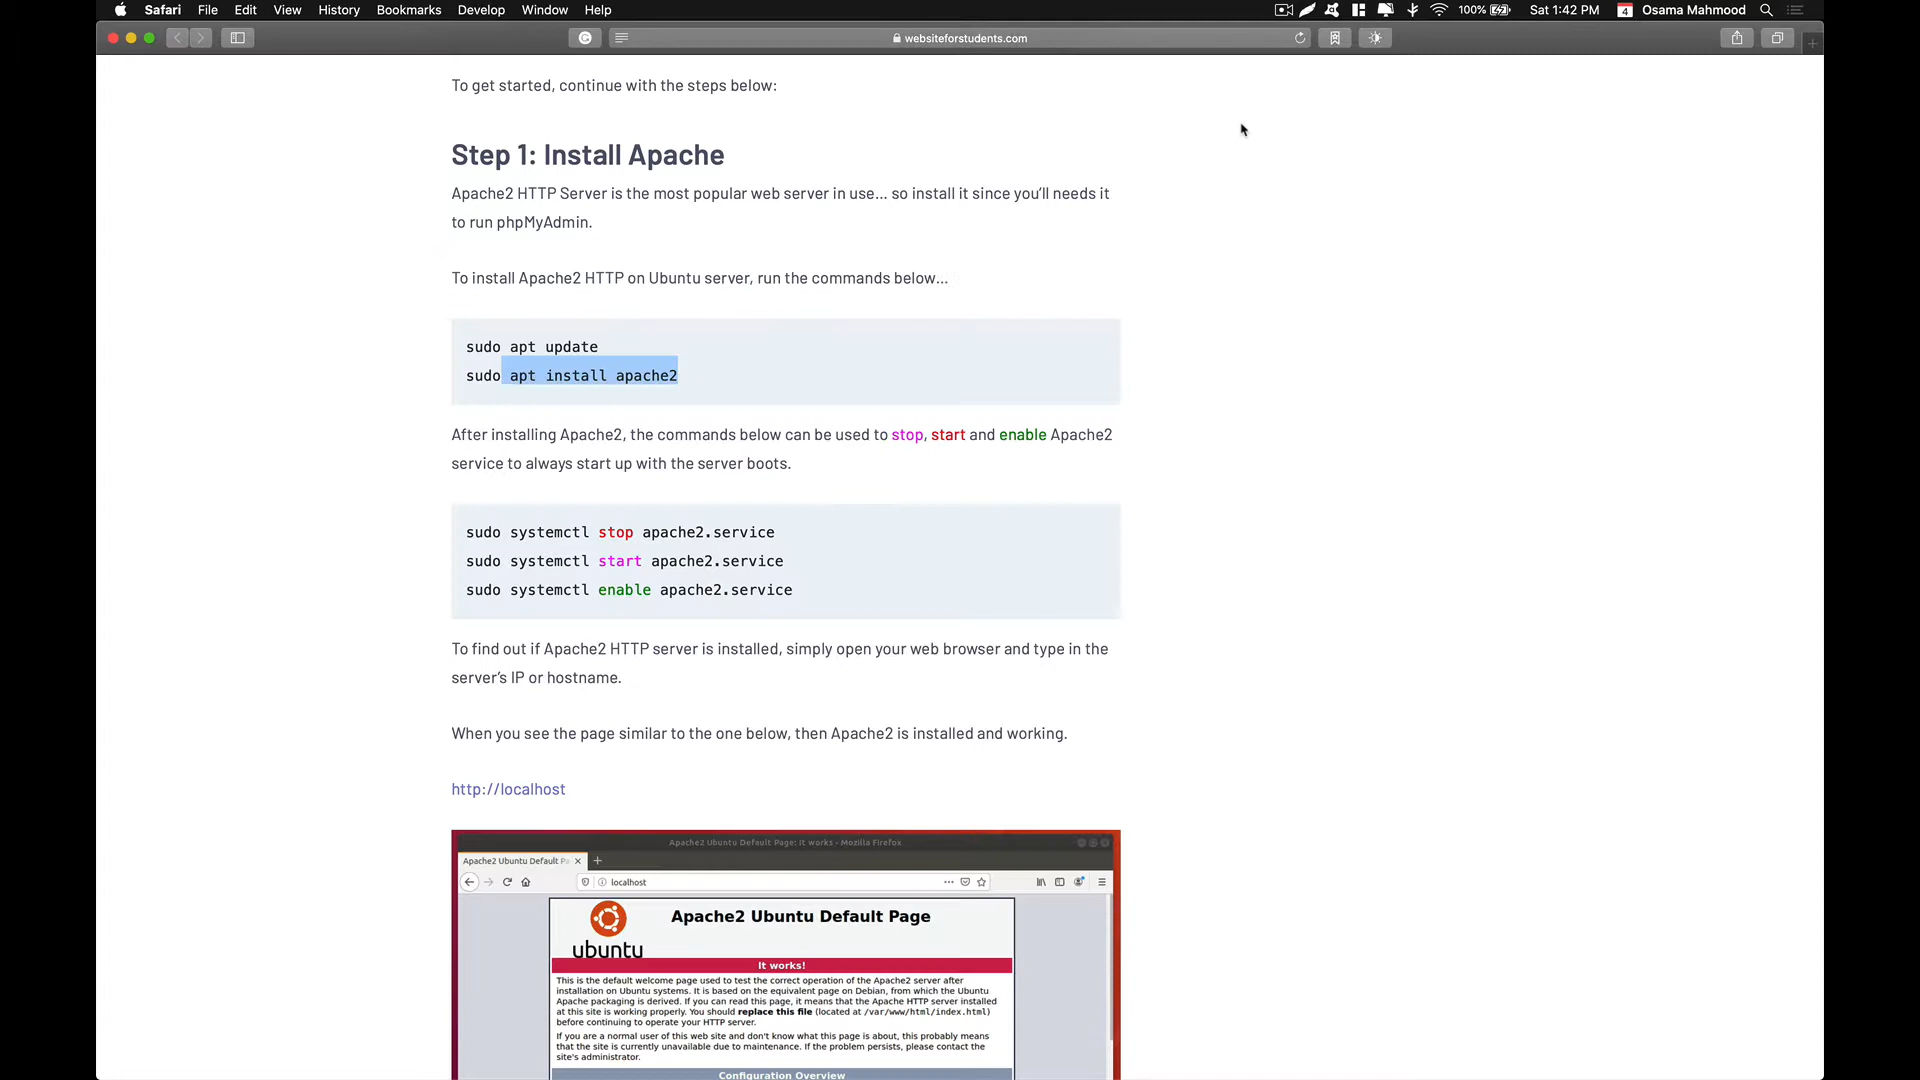 Safari File Edit View History Bookmarks Develop Window Help 100% Sat 1:42 PM 4 Osama Mahmood
websiteforstudents.com
To get started, continue with the steps below:
Step 1: Install Apache
Apache2 HTTP Server is the most popular web server in use… so install it since you’ll needs it
to run phpMyAdmin.
To install Apache2 HTTP on Ubuntu server, run the commands below…
sudo apt update
sudo apt install apache2
After installing Apache2, the commands below can be used to stop, start and enable Apache2
service to always start up with the server boots.
sudo systemctl stop apache2.service
sudo systemctl start apache2.service
sudo systemctl enable apache2.service
To find out if Apache2 HTTP server is installed, simply open your web browser and type in the
server’s IP or hostname.
When you see the page similar to the one below, then Apache2 is installed and working.
http://localhost
Apache2 Ubuntu Default Page: It works - Mozilla Firefox
Apache2 Ubuntu Default Pa
localhost
Apache2 Ubuntu Default Page
ubuntu
It works!
This is the default welcome page used to test the correct operation of the Apache2 server after
installation on Ubuntu systems. It is based on the equivalent page on Debian, from which the Ubuntu
Apache packaging is derived. If you can read this page, it means that the Apache HTTP server installed
at this site is working properly. You should replace this file (located at /var/www/html/index.html)
before continuing to operate your HTTP server.
If you are a normal user of this web site and don't know what this page is about, this probably means
that the site is currently unavailable due to maintenance. If the problem persists, please contact the
site's administrator.
Configuration Overview